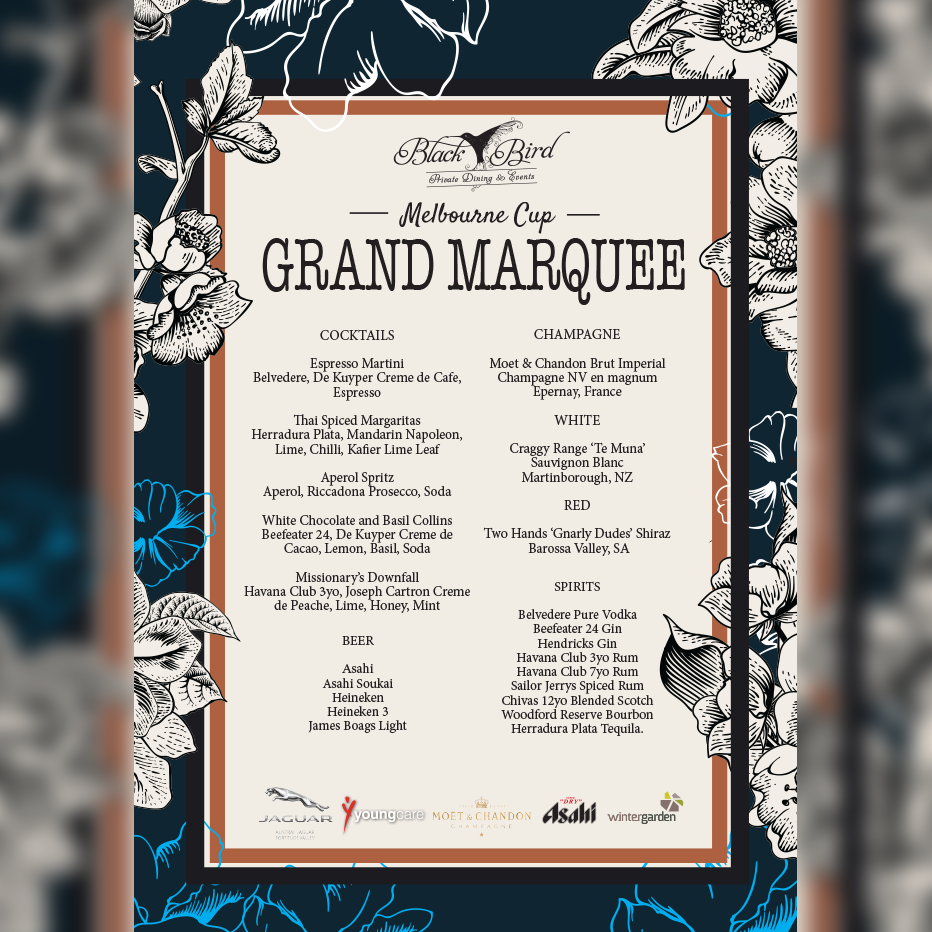 Black Bird
Private Dining & Events
Melbourne Cup
GRAND MARQUEE
COCKTAILS
Espresso Martini
Belvedere, De Kuyper Creme de Cafe,
Espresso
Thai Spiced Margaritas
Herradura Plata, Mandarin Napoleon,
Lime, Chilli, Kafier Lime Leaf
Aperol Spritz
Aperol, Riccadona Prosecco, Soda
White Chocolate and Basil Collins
Beefeater 24, De Kuyper Creme de
Cacao, Lemon, Basil, Soda
Missionary's Downfall
Havana Club 3yo, Joseph Cartron Creme
de Peache, Lime, Honey, Mint
BEER
Asahi
Asahi Soukai
Heineken
Heineken 3
James Boags Light
CHAMPAGNE
Moet & Chandon Brut Imperial
Champagne NV en magnum
Epernay, France
WHITE
Craggy Range ‘Te Muna’
Sauvignon Blanc
Martinborough, NZ
RED
Two Hands ‘Gnarly Dudes’ Shiraz
Barossa Valley, SA
SPIRITS
Belvedere Pure Vodka
Beefeater 24 Gin
Hendricks Gin
Havana Club 3yo Rum
Havana Club 7yo Rum
Sailor Jerrys Spiced Rum
Chivas 12yo Blended Scotch
Woodford Reserve Bourbon
Herradura Plata Tequila.
JAGUAR
youngcare
MOËT & CHANDON
CHAMPAGNE
"DRY"
Asahi
wintergarden